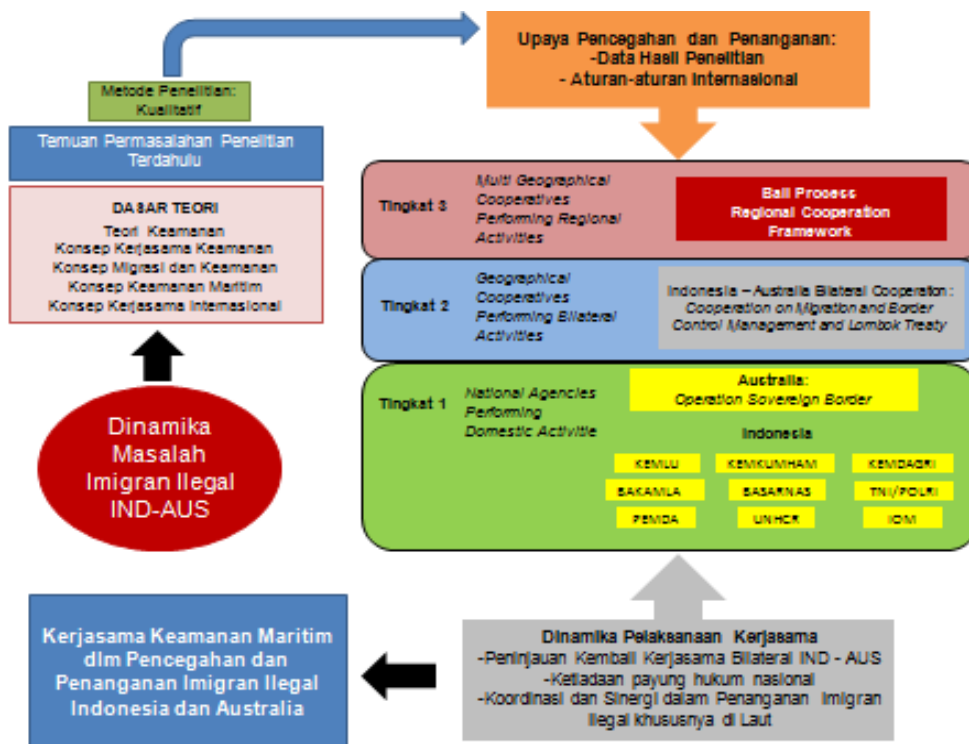 Upaya Pencegahan dan Penanganan:
-Data Hasil Penelitian
- Aturan-aturan Internasional
Metode Penelitian:
Kualitatif
Temuan Permasalahan Penelitian
Terdahulu
DASAR TEORI
Teori Keamanan
Konsep Kerjasama Keamanan
Konsep Migrasi dan Keamanan
Konsep Keamanan Maritim
Konsep Kerjasama Internasional
Dinamika
Masalah
Imigran Ilegal
IND-AUS
Tingkat 3
Multi Geographical
Cooperatives
Performing Regional
Activities
Bali Process
Regional Cooperation
Framework
Tingkat 2
Geographical
Cooperatives
Performing Bilateral
Activities
Indonesia – Australia Bilateral Cooperation :
Cooperation on Migration and Border
Control Management and Lombok Treaty
Tingkat 1
National Agencies
Performing
Domestic Activitie
Australia:
Operation Sovereign Border
Indonesia
KEMLU KEMKUMHAM KEMDAGRI
BAKAMLA BASARNAS TNI/POLRI
PEMDA UNHCR IOM
Dinamika Pelaksanaan Kerjasama
-Peninjauan Kembali Kerjasama Bilateral IND - AUS
-Ketiadaan payung hukum nasional
-Koordinasi dan Sinergi dalam Penanganan Imigran
Ilegal khususnya di Laut
Kerjasama Keamanan Maritim
dlm Pencegahan dan
Penanganan Imigran Ilegal
Indonesia dan Australia